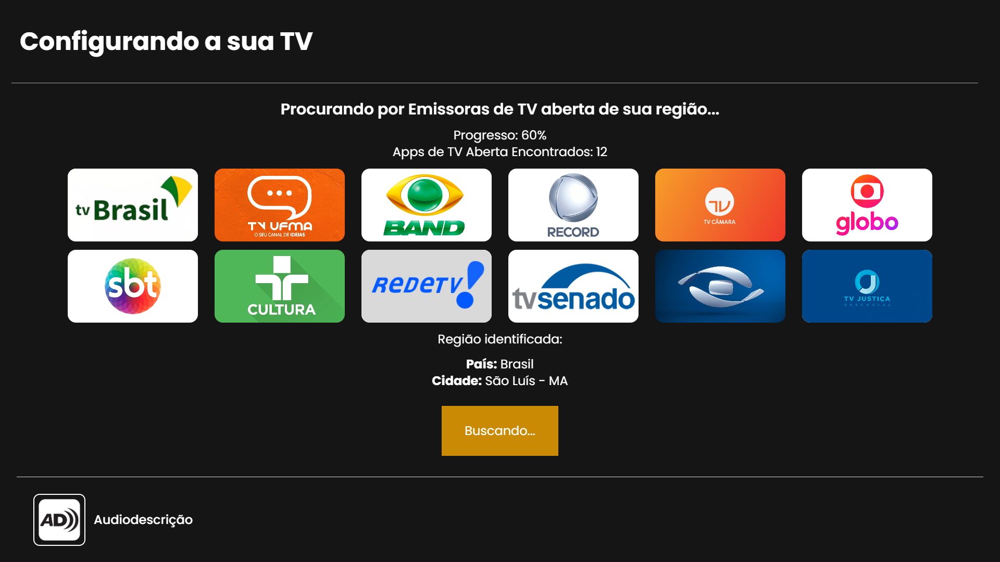 Configurando a sua TV
Procurando por Emissoras de TV aberta de sua região...
Progresso: 60%
Apps de TV Aberta Encontrados: 12
tv Brasil
TV UFMA
O SEU CANAL DE IDEIAS
BAND
RECORD
TV CÂMARA
globo
sbt
CULTURA
REDETV!
tvsenado
TV JUSTIÇA
ESSENCIAL
Região identificada:
País: Brasil
Cidade: São Luís - MA
Buscando...
AD
Audiodescrição